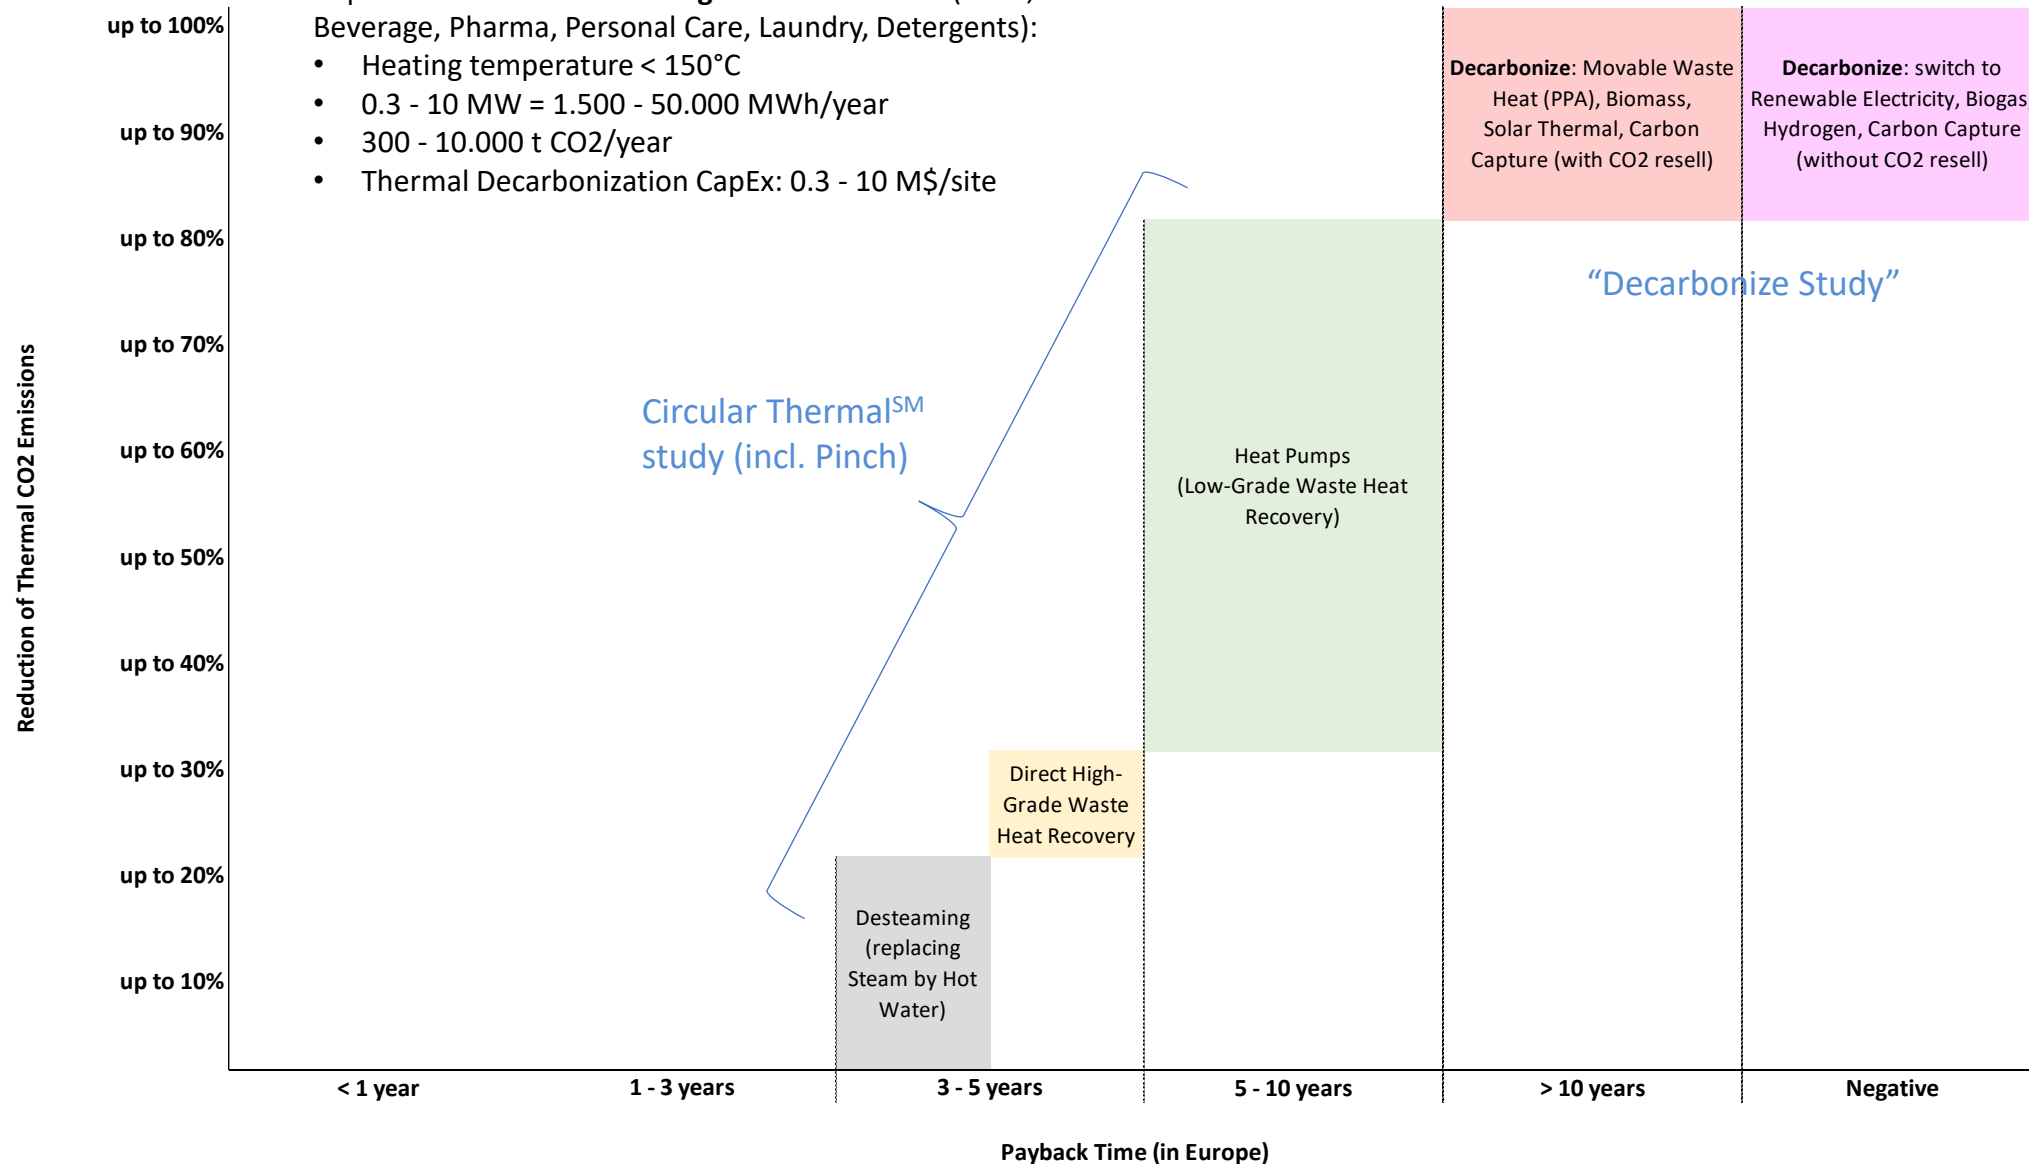 Beverage, Pharma, Personal Care, Laundry, Detergents):
• Heating temperature < 150°C
• 0.3 - 10 MW = 1.500 - 50.000 MWh/year
• 300 - 10.000 t CO2/year
• Thermal Decarbonization CapEx: 0.3 - 10 M$/site
Reduction of Thermal CO2 Emissions
up to 100%
up to 90%
up to 80%
up to 70%
up to 60%
up to 50%
up to 40%
up to 30%
up to 20%
up to 10%
Decarbonize: Movable Waste
Heat (PPA), Biomass,
Solar Thermal, Carbon
Capture (with CO2 resell)
Decarbonize: switch to
Renewable Electricity, Biogas,
Hydrogen, Carbon Capture
(without CO2 resell)
“Decarbonize Study”
Circular Thermal℠
study (incl. Pinch)
Heat Pumps
(Low-Grade Waste Heat
Recovery)
Direct High-
Grade Waste
Heat Recovery
Desteaming
(replacing
Steam by Hot
Water)
< 1 year
1 - 3 years
3 - 5 years
5 - 10 years
> 10 years
Negative
Payback Time (in Europe)